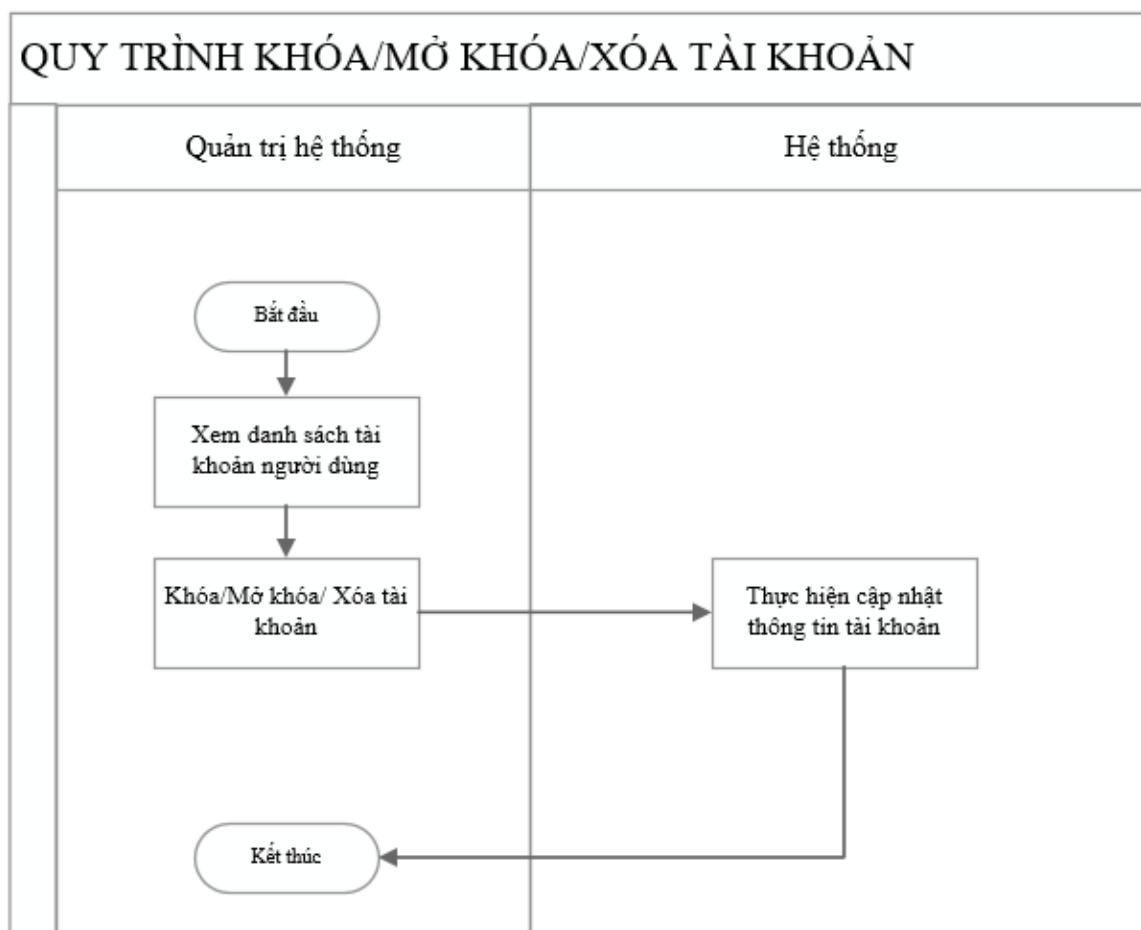 QUY TRÌNH KHÓA/MỞ KHÓA/XÓA TÀI KHOẢN
Quản trị hệ thống
Hệ thống
Bắt đầu
Xem danh sách tài
khoản người dùng
Khóa/Mở khóa/ Xóa tài
khoản
Thực hiện cập nhật
thông tin tài khoản
Kết thúc